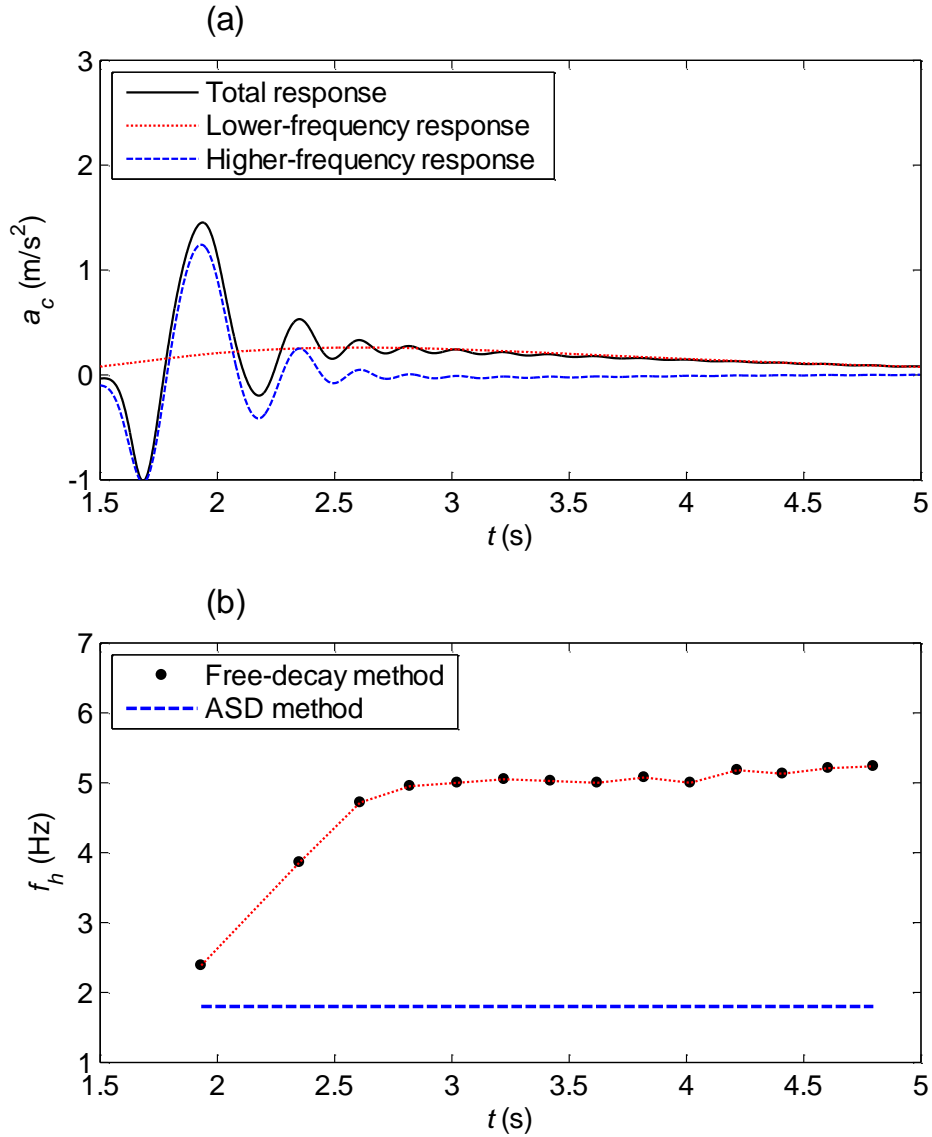 (a)
3
2
1
0
-1
a_c (m/s²)
Total response
Lower-frequency response
Higher-frequency response
1.5 2 2.5 3 3.5 4 4.5 5
t (s)
(b)
7
6
5
4
3
2
1
f_h (Hz)
Free-decay method
ASD method
1.5 2 2.5 3 3.5 4 4.5 5
t (s)